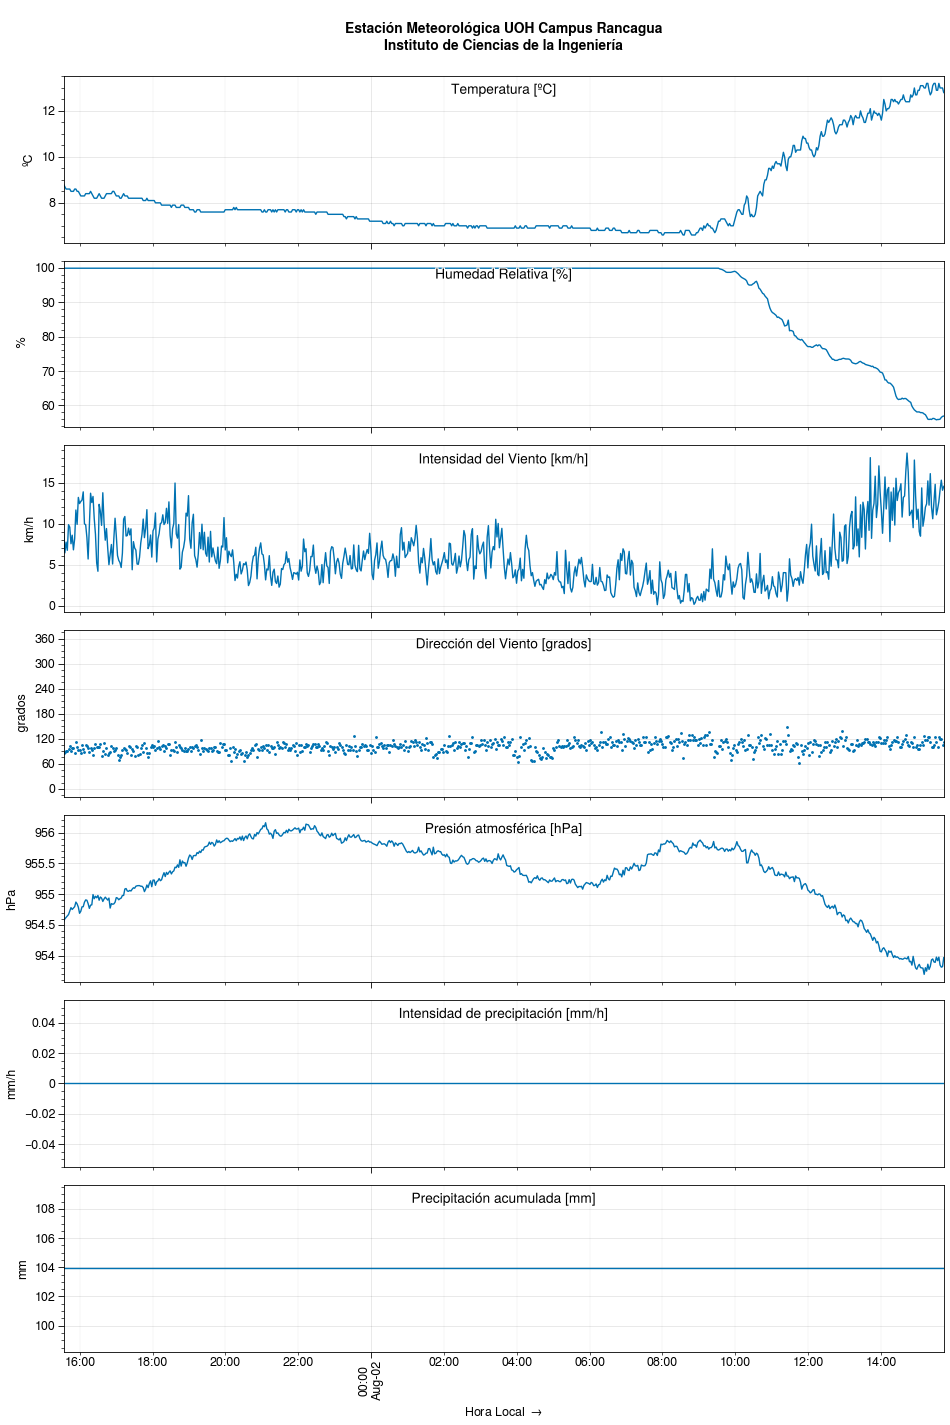 Estación Meteorológica UOH Campus Rancagua
Instituto de Ciencias de la Ingeniería
Temperatura [ºC]
12
10
8
ºC
Humedad Relativa [%]
100
90
80
70
60
%
Intensidad del Viento [km/h]
15
10
5
0
km/h
Dirección del Viento [grados]
360
300
240
180
120
60
0
grados
Presión atmosférica [hPa]
956
955.5
955
954.5
954
hPa
Intensidad de precipitación [mm/h]
0.04
0.02
0
−0.02
−0.04
mm/h
Precipitación acumulada [mm]
108
106
104
102
100
mm
16:00 18:00 20:00 22:00 00:00 02:00 04:00 06:00 08:00 10:00 12:00 14:00
Aug-02
Hora Local →